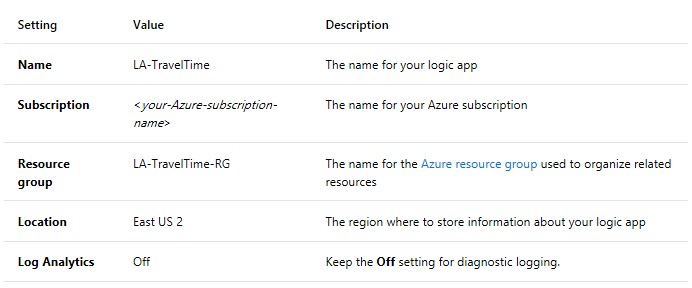 Setting Value Description
Name LA-TravelTime The name for your logic app
Subscription <your-Azure-subscription- The name for your Azure subscription
name>
Resource LA-TravelTime-RG The name for the Azure resource group used to organize related
group resources
Location East US 2 The region where to store information about your logic app
Log Analytics Off Keep the Off setting for diagnostic logging.